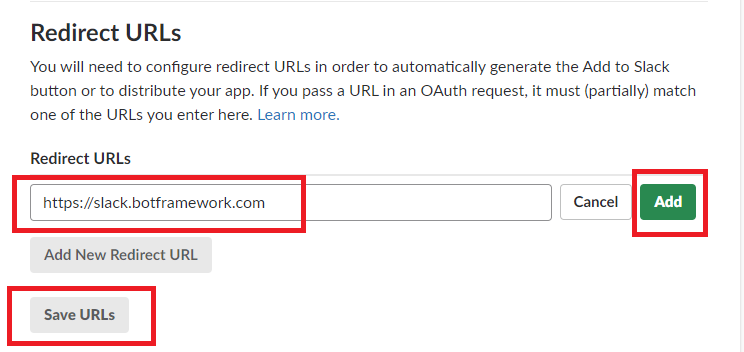 Redirect URLs
You will need to configure redirect URLs in order to automatically generate the Add to Slack
button or to distribute your app. If you pass a URL in an OAuth request, it must (partially) match
one of the URLs you enter here. Learn more.
Redirect URLs
https://slack.botframework.com Cancel Add
Add New Redirect URL
Save URLs